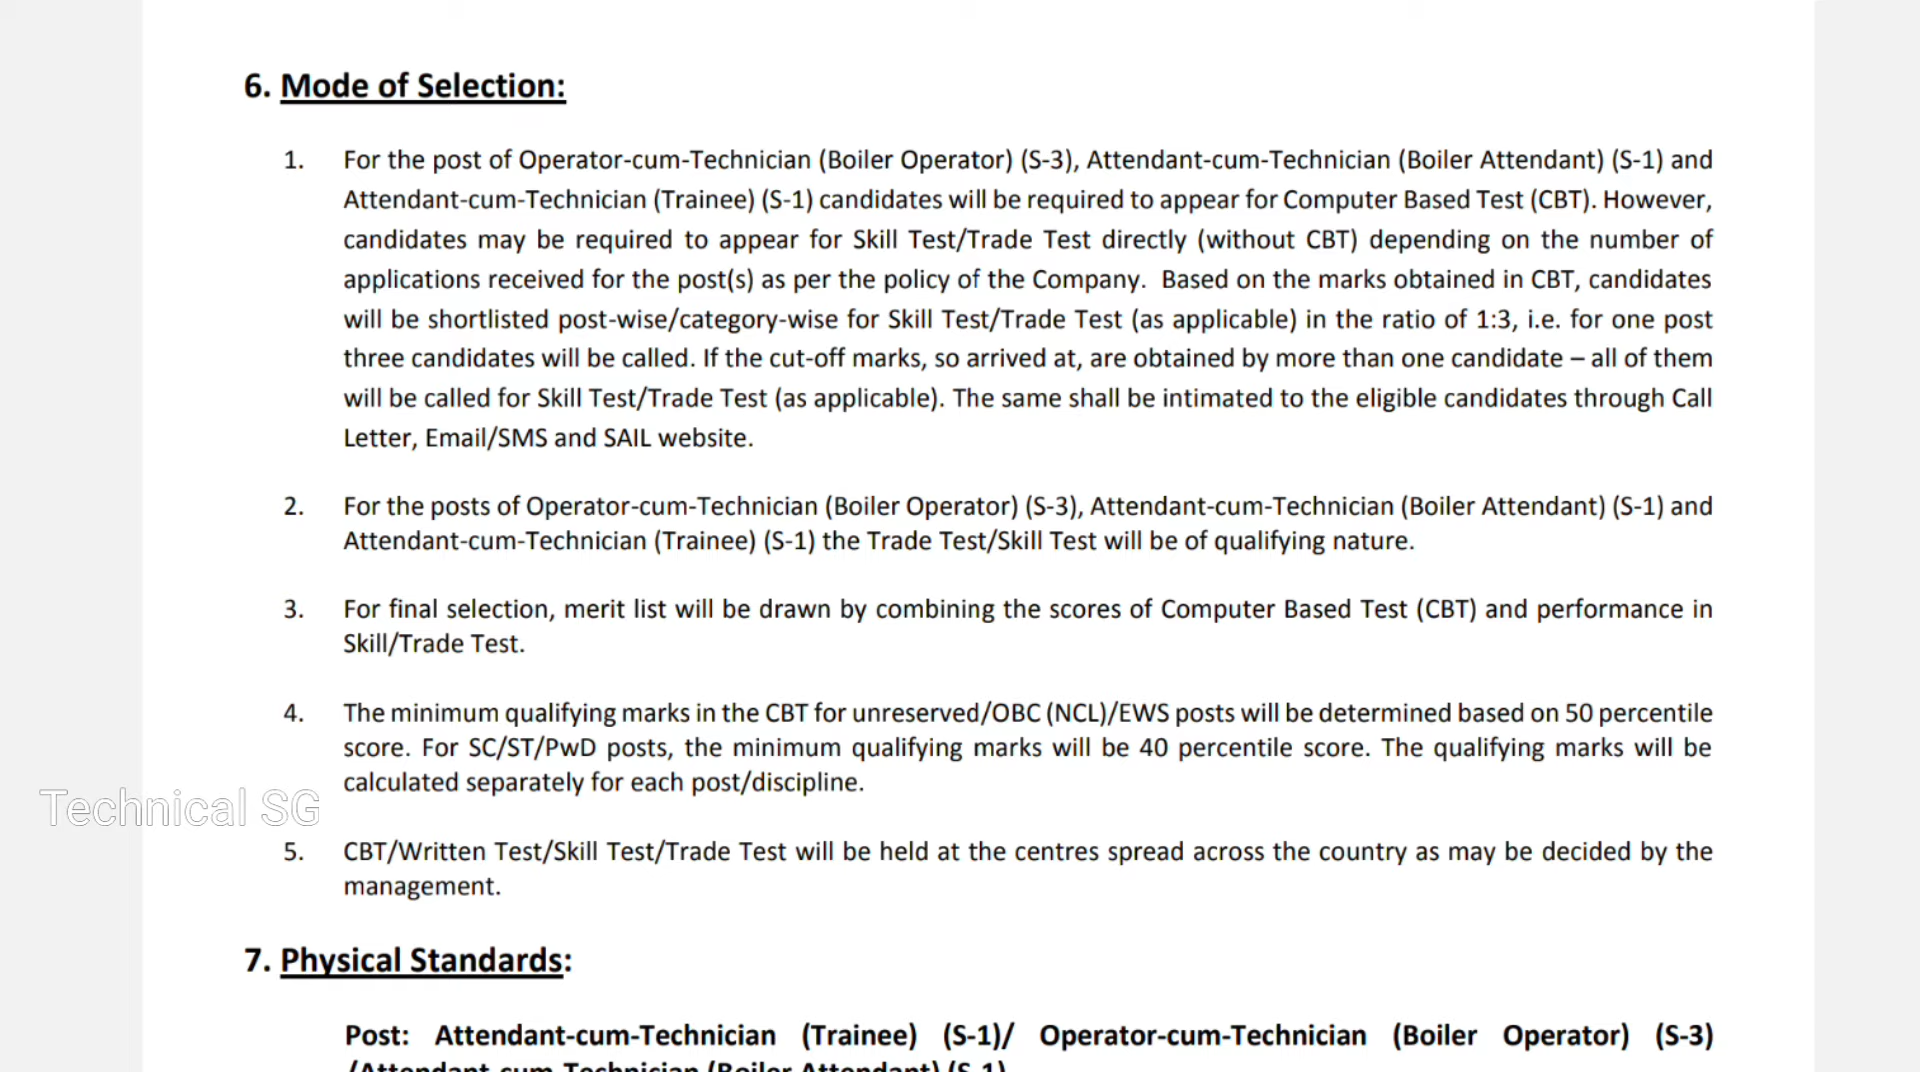 6. Mode of Selection:
1. For the post of Operator-cum-Technician (Boiler Operator) (S-3), Attendant-cum-Technician (Boiler Attendant) (S-1) and
Attendant-cum-Technician (Trainee) (S-1) candidates will be required to appear for Computer Based Test (CBT). However,
candidates may be required to appear for Skill Test/Trade Test directly (without CBT) depending on the number of
applications received for the post(s) as per the policy of the Company. Based on the marks obtained in CBT, candidates
will be shortlisted post-wise/category-wise for Skill Test/Trade Test (as applicable) in the ratio of 1:3, i.e. for one post
three candidates will be called. If the cut-off marks, so arrived at, are obtained by more than one candidate – all of them
will be called for Skill Test/Trade Test (as applicable). The same shall be intimated to the eligible candidates through Call
Letter, Email/SMS and SAIL website.
2. For the posts of Operator-cum-Technician (Boiler Operator) (S-3), Attendant-cum-Technician (Boiler Attendant) (S-1) and
Attendant-cum-Technician (Trainee) (S-1) the Trade Test/Skill Test will be of qualifying nature.
3. For final selection, merit list will be drawn by combining the scores of Computer Based Test (CBT) and performance in
Skill/Trade Test.
4. The minimum qualifying marks in the CBT for unreserved/OBC (NCL)/EWS posts will be determined based on 50 percentile
score. For SC/ST/PwD posts, the minimum qualifying marks will be 40 percentile score. The qualifying marks will be
calculated separately for each post/discipline.
Technical SG
5. CBT/Written Test/Skill Test/Trade Test will be held at the centres spread across the country as may be decided by the
management.
7. Physical Standards:
Post: Attendant-cum-Technician (Trainee) (S-1)/ Operator-cum-Technician (Boiler Operator) (S-3)
/Attendant-cum-Technician (Boiler Attendant) (S-1)